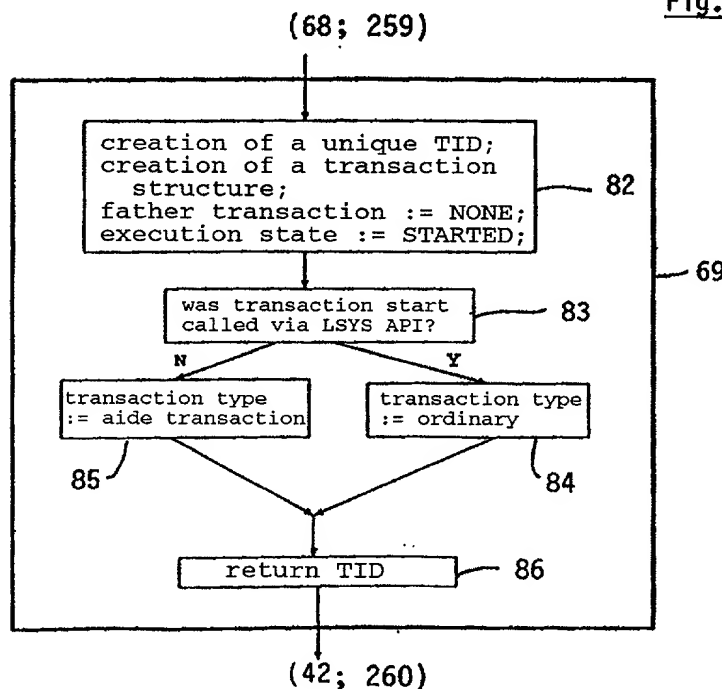 Fig.
(68; 259)
creation of a unique TID;
creation of a transaction
structure;
father transaction := NONE;
execution state := STARTED;
82
69
was transaction start
called via LSYS API?
83
N
Y
transaction type
:= aide transaction
transaction type
:= ordinary
85
84
return TID
86
(42; 260)